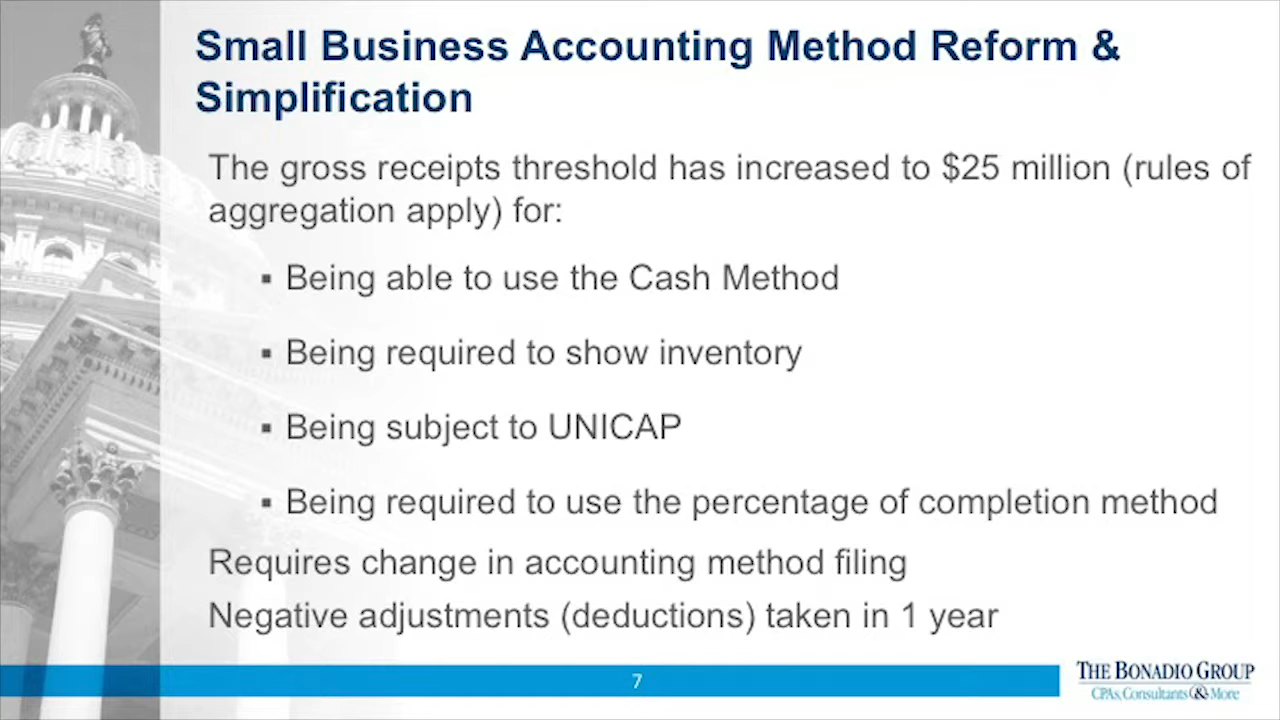 Small Business Accounting Method Reform &
Simplification
The gross receipts threshold has increased to $25 million (rules of
aggregation apply) for:
▪ Being able to use the Cash Method
▪ Being required to show inventory
▪ Being subject to UNICAP
▪ Being required to use the percentage of completion method
Requires change in accounting method filing
Negative adjustments (deductions) taken in 1 year
7
THE BONADIO GROUP
CPAs, Consultants & More